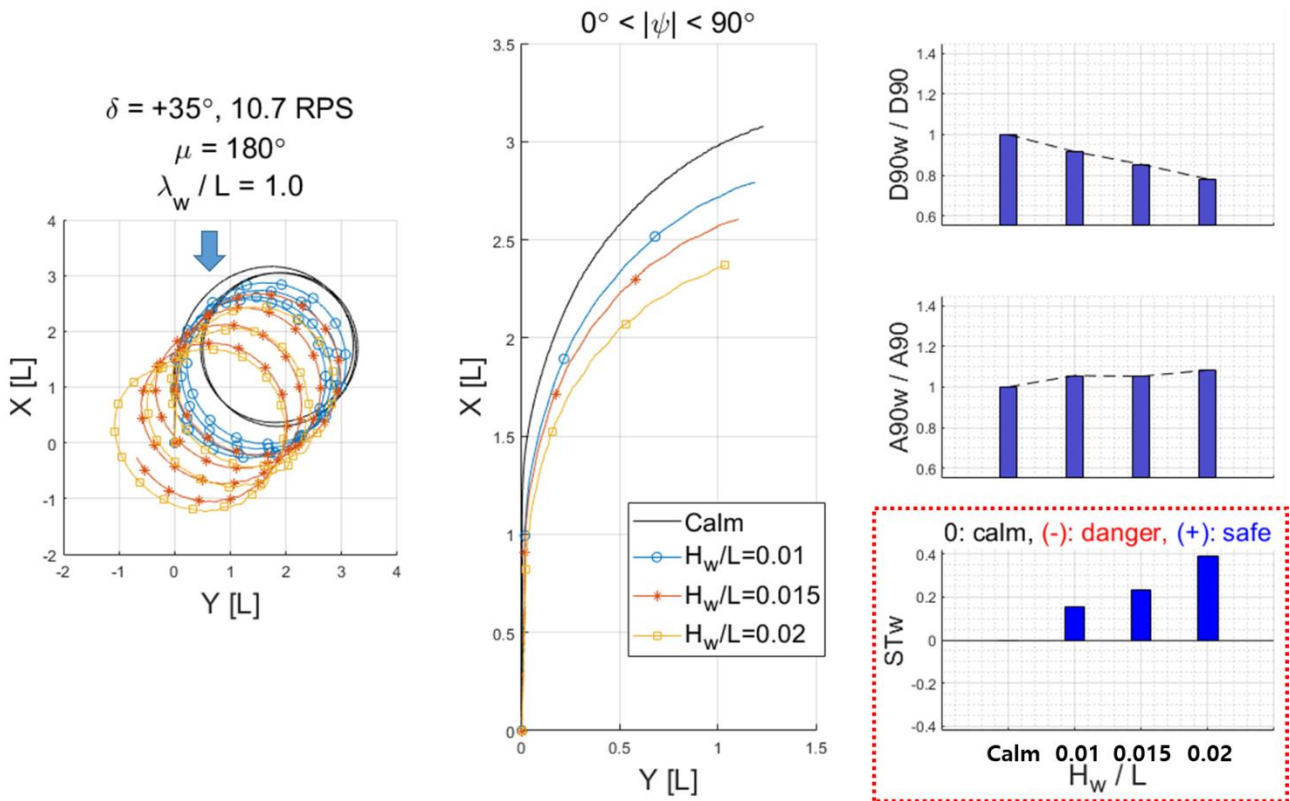 δ = +35°, 10.7 RPS
μ = 180°
λw / L = 1.0
X [L]
4
3
2
1
0
-1
-2
-2 -1 0 1 2 3 4
Y [L]
0° < |ψ| < 90°
X [L]
3.5
3
2.5
2
1.5
1
0.5
0
0 0.5 1 1.5
Y [L]
Calm
Hw/L=0.01
Hw/L=0.015
Hw/L=0.02
D90w / D90
1.4
1.2
1
0.8
0.6
A90w / A90
1.4
1.2
1
0.8
0.6
0: calm, (-): danger, (+): safe
STw
0.4
0.2
0
-0.2
-0.4
Calm 0.01 0.015 0.02
Hw / L